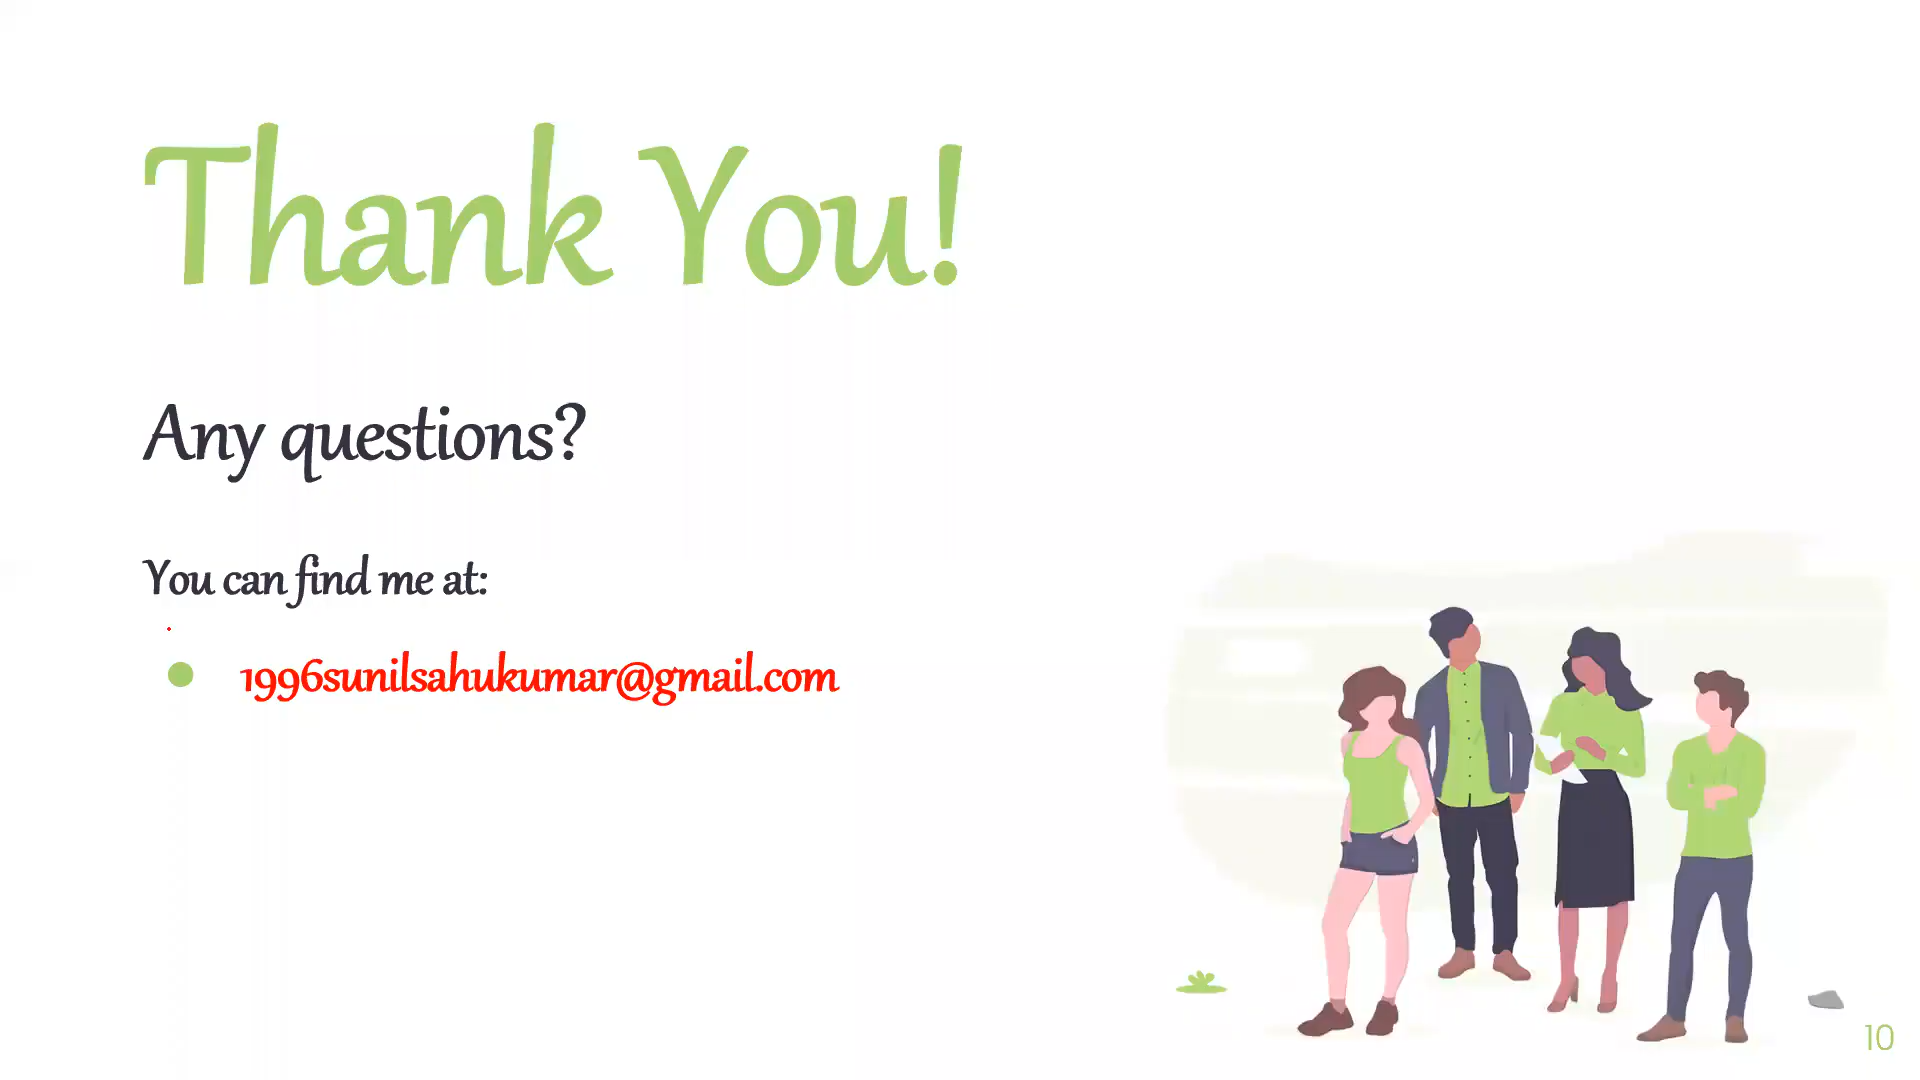 Thank You!
Any questions?
You can find me at:
1996sunilsahukumar@gmail.com
10